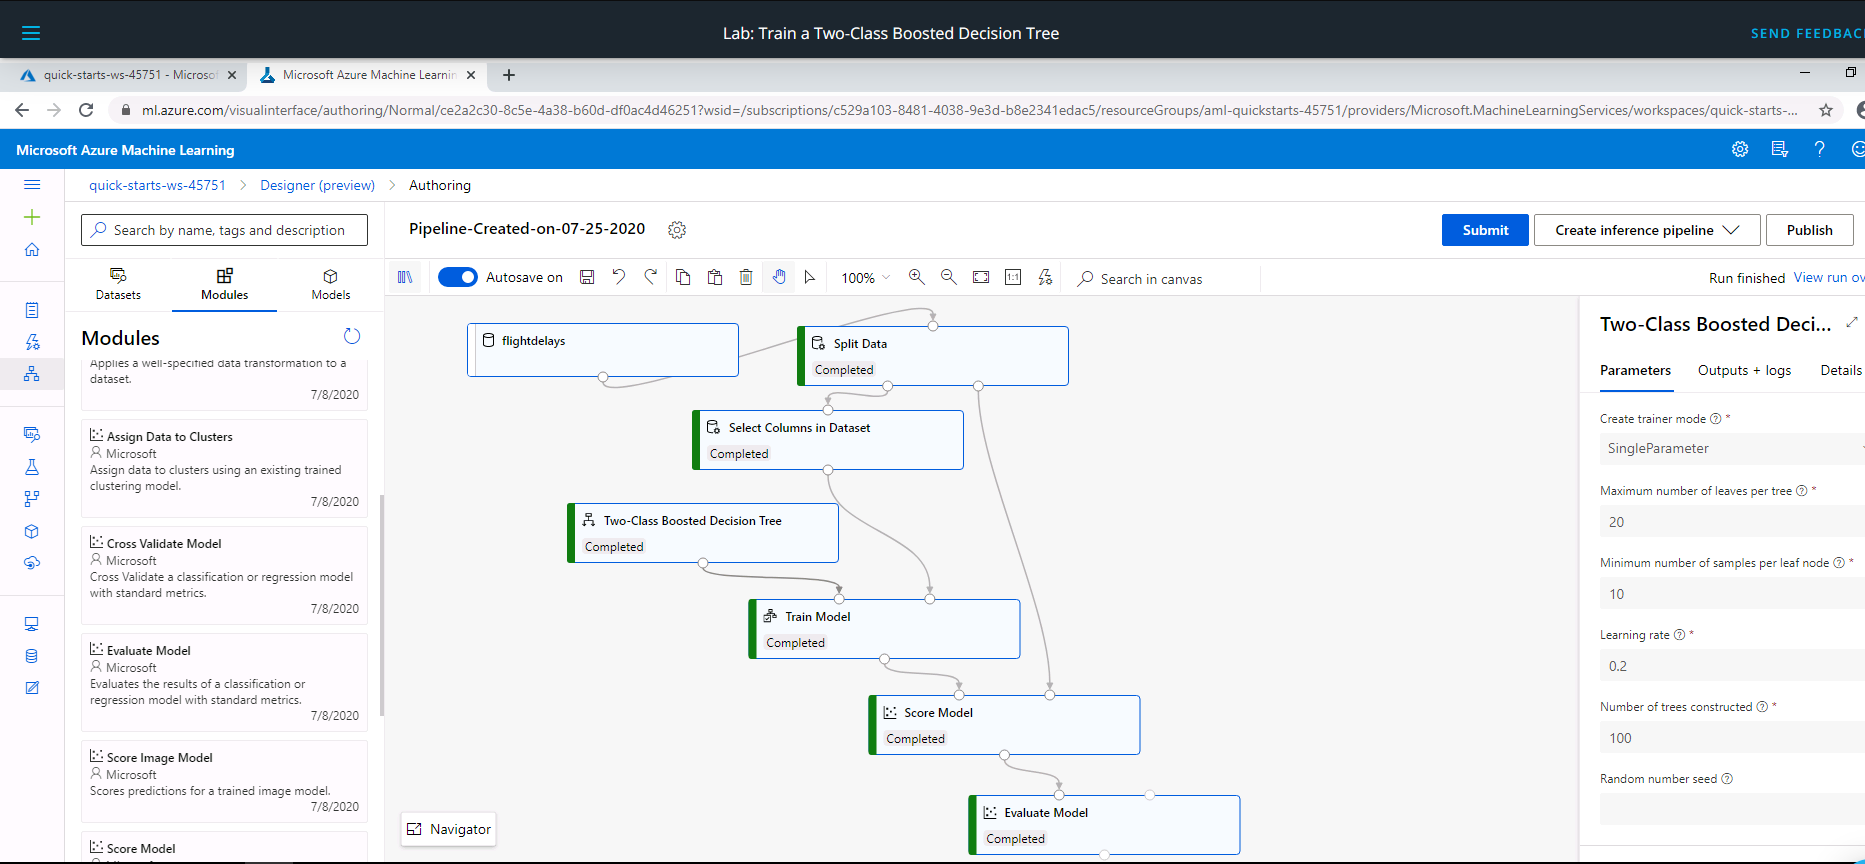 Lab: Train a Two-Class Boosted Decision Tree
SEND FEEDBAC
quick-starts-ws-45751 - Microsof
Microsoft Azure Machine Learnin
ml.azure.com/visualinterface/authoring/Normal/ce2a2c30-8c5e-4a38-b60d-df0ac4d46251?wsid=/subscriptions/c529a103-8481-4038-9e3d-b8e2341edac5/resourceGroups/aml-quickstarts-45751/providers/Microsoft.MachineLearningServices/workspaces/quick-starts-...
Microsoft Azure Machine Learning
quick-starts-ws-45751 > Designer (preview) > Authoring
Search by name, tags and description
Pipeline-Created-on-07-25-2020
Submit
Create inference pipeline
Publish
Datasets
Modules
Models
Autosave on
100%
1:1
Search in canvas
Run finished View run ov
Modules
Applies a well-specified data transformation to a
dataset.
7/8/2020
Assign Data to Clusters
Microsoft
Assign data to clusters using an existing trained
clustering model.
7/8/2020
Cross Validate Model
Microsoft
Cross Validate a classification or regression model
with standard metrics.
7/8/2020
Evaluate Model
Microsoft
Evaluates the results of a classification or
regression model with standard metrics.
7/8/2020
Score Image Model
Microsoft
Scores predictions for a trained image model.
7/8/2020
Score Model
flightdelays
Split Data
Completed
Select Columns in Dataset
Completed
Two-Class Boosted Decision Tree
Completed
Train Model
Completed
Score Model
Completed
Evaluate Model
Completed
Navigator
Two-Class Boosted Deci...
Parameters
Outputs + logs
Details
Create trainer mode *
SingleParameter
Maximum number of leaves per tree *
20
Minimum number of samples per leaf node *
10
Learning rate *
0.2
Number of trees constructed *
100
Random number seed